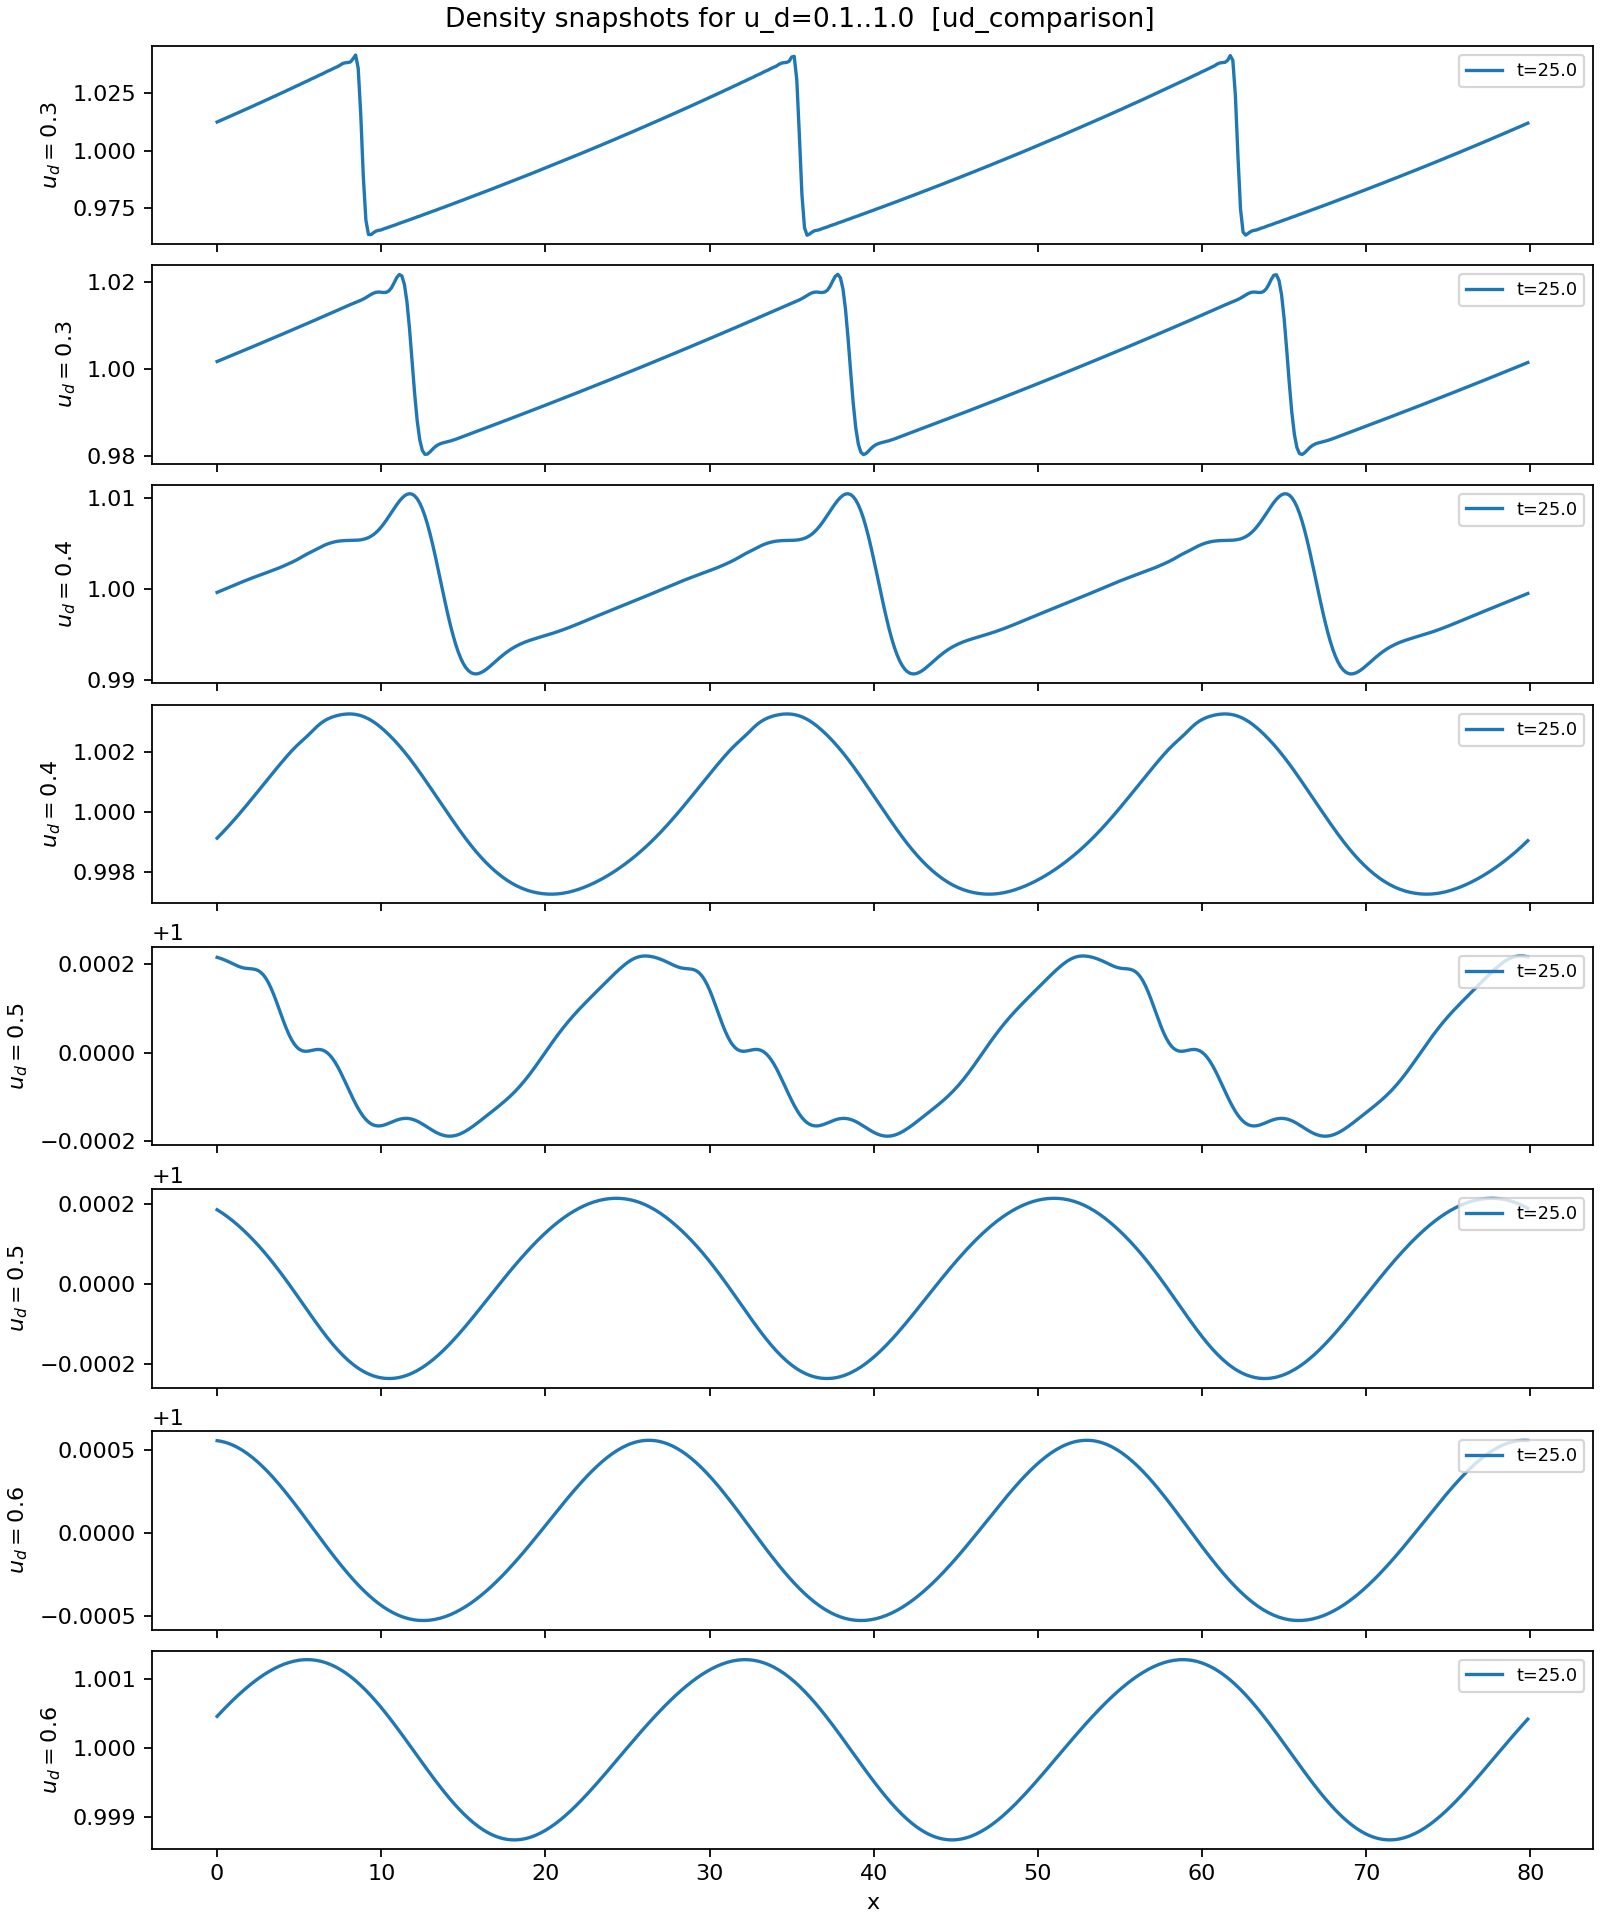 Density snapshots for u_d=0.1..1.0  [ud_comparison]
u_d = 0.3
1.025
1.000
0.975
t=25.0
u_d = 0.3
1.02
1.00
0.98
t=25.0
u_d = 0.4
1.01
1.00
0.99
t=25.0
u_d = 0.4
1.002
1.000
0.998
t=25.0
+1
u_d = 0.5
0.0002
0.0000
−0.0002
t=25.0
+1
u_d = 0.5
0.0002
0.0000
−0.0002
t=25.0
+1
u_d = 0.6
0.0005
0.0000
−0.0005
t=25.0
u_d = 0.6
1.001
1.000
0.999
t=25.0
0 10 20 30 40 50 60 70 80
x